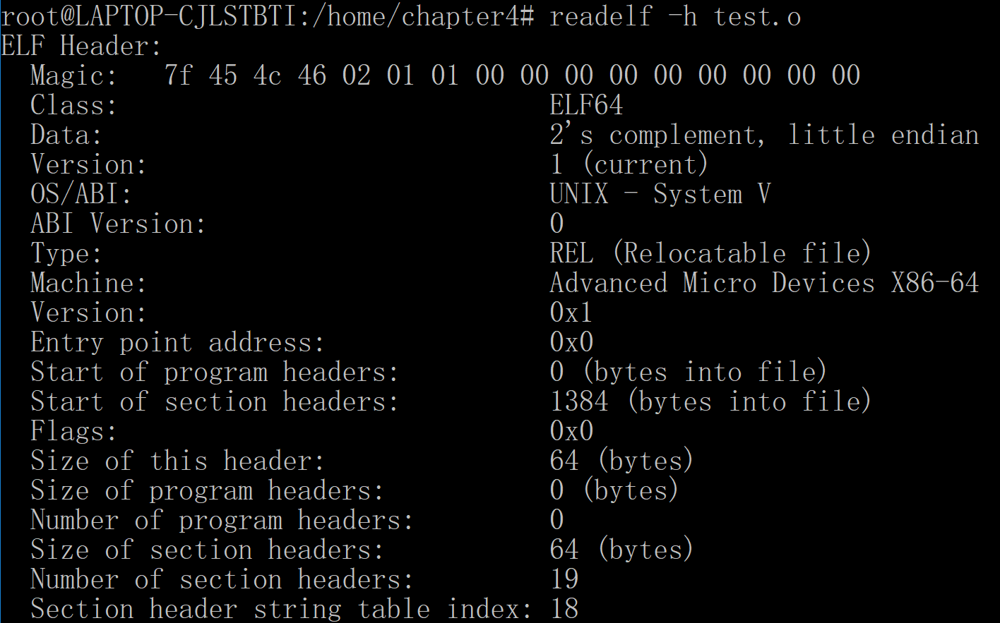 root@LAPTOP-CJLSTBTI:/home/chapter4# readelf -h test.o
ELF Header:
  Magic:   7f 45 4c 46 02 01 01 00 00 00 00 00 00 00 00 00
  Class:                             ELF64
  Data:                              2's complement, little endian
  Version:                           1 (current)
  OS/ABI:                            UNIX - System V
  ABI Version:                       0
  Type:                              REL (Relocatable file)
  Machine:                           Advanced Micro Devices X86-64
  Version:                           0x1
  Entry point address:               0x0
  Start of program headers:          0 (bytes into file)
  Start of section headers:          1384 (bytes into file)
  Flags:                             0x0
  Size of this header:               64 (bytes)
  Size of program headers:           0 (bytes)
  Number of program headers:         0
  Size of section headers:           64 (bytes)
  Number of section headers:         19
  Section header string table index: 18